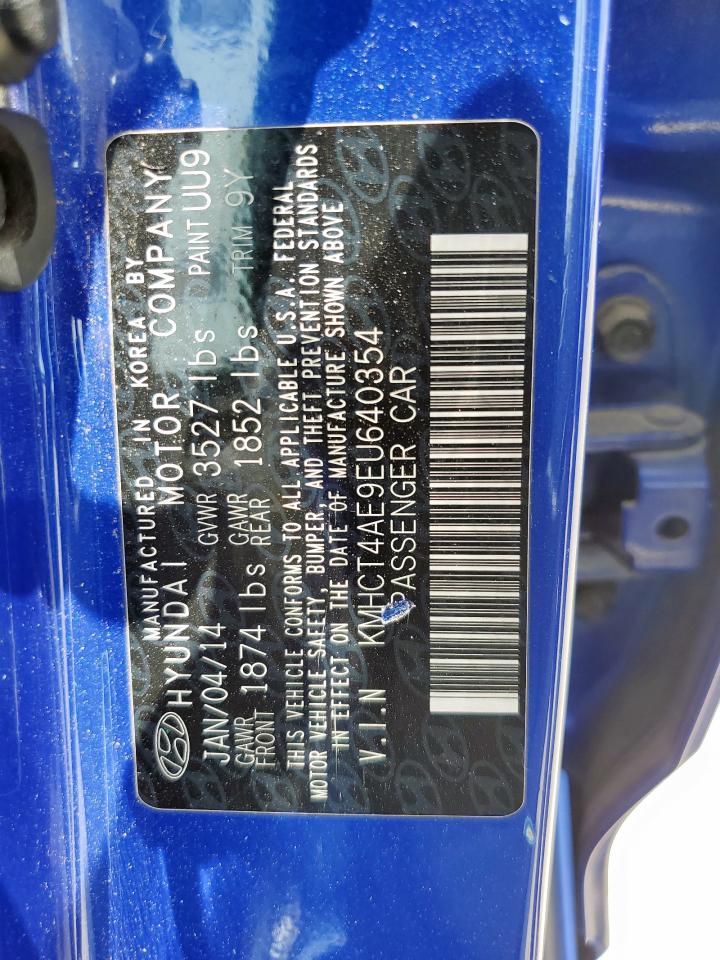 MANUFACTURED IN KOREA BY
HYUNDAI MOTOR COMPANY
JAN/04/14 GVWR 3527 lbs PAINT UU9
GAWR FRONT 1874 lbs GAWR REAR 1852 lbs TRIM 9Y
THIS VEHICLE CONFORMS TO ALL APPLICABLE U.S.A. FEDERAL
MOTOR VEHICLE SAFETY, BUMPER, AND THEFT PREVENTION STANDARDS
IN EFFECT ON THE DATE OF MANUFACTURE SHOWN ABOVE
V.I.N KMHCT4AE9EU640354
PASSENGER CAR